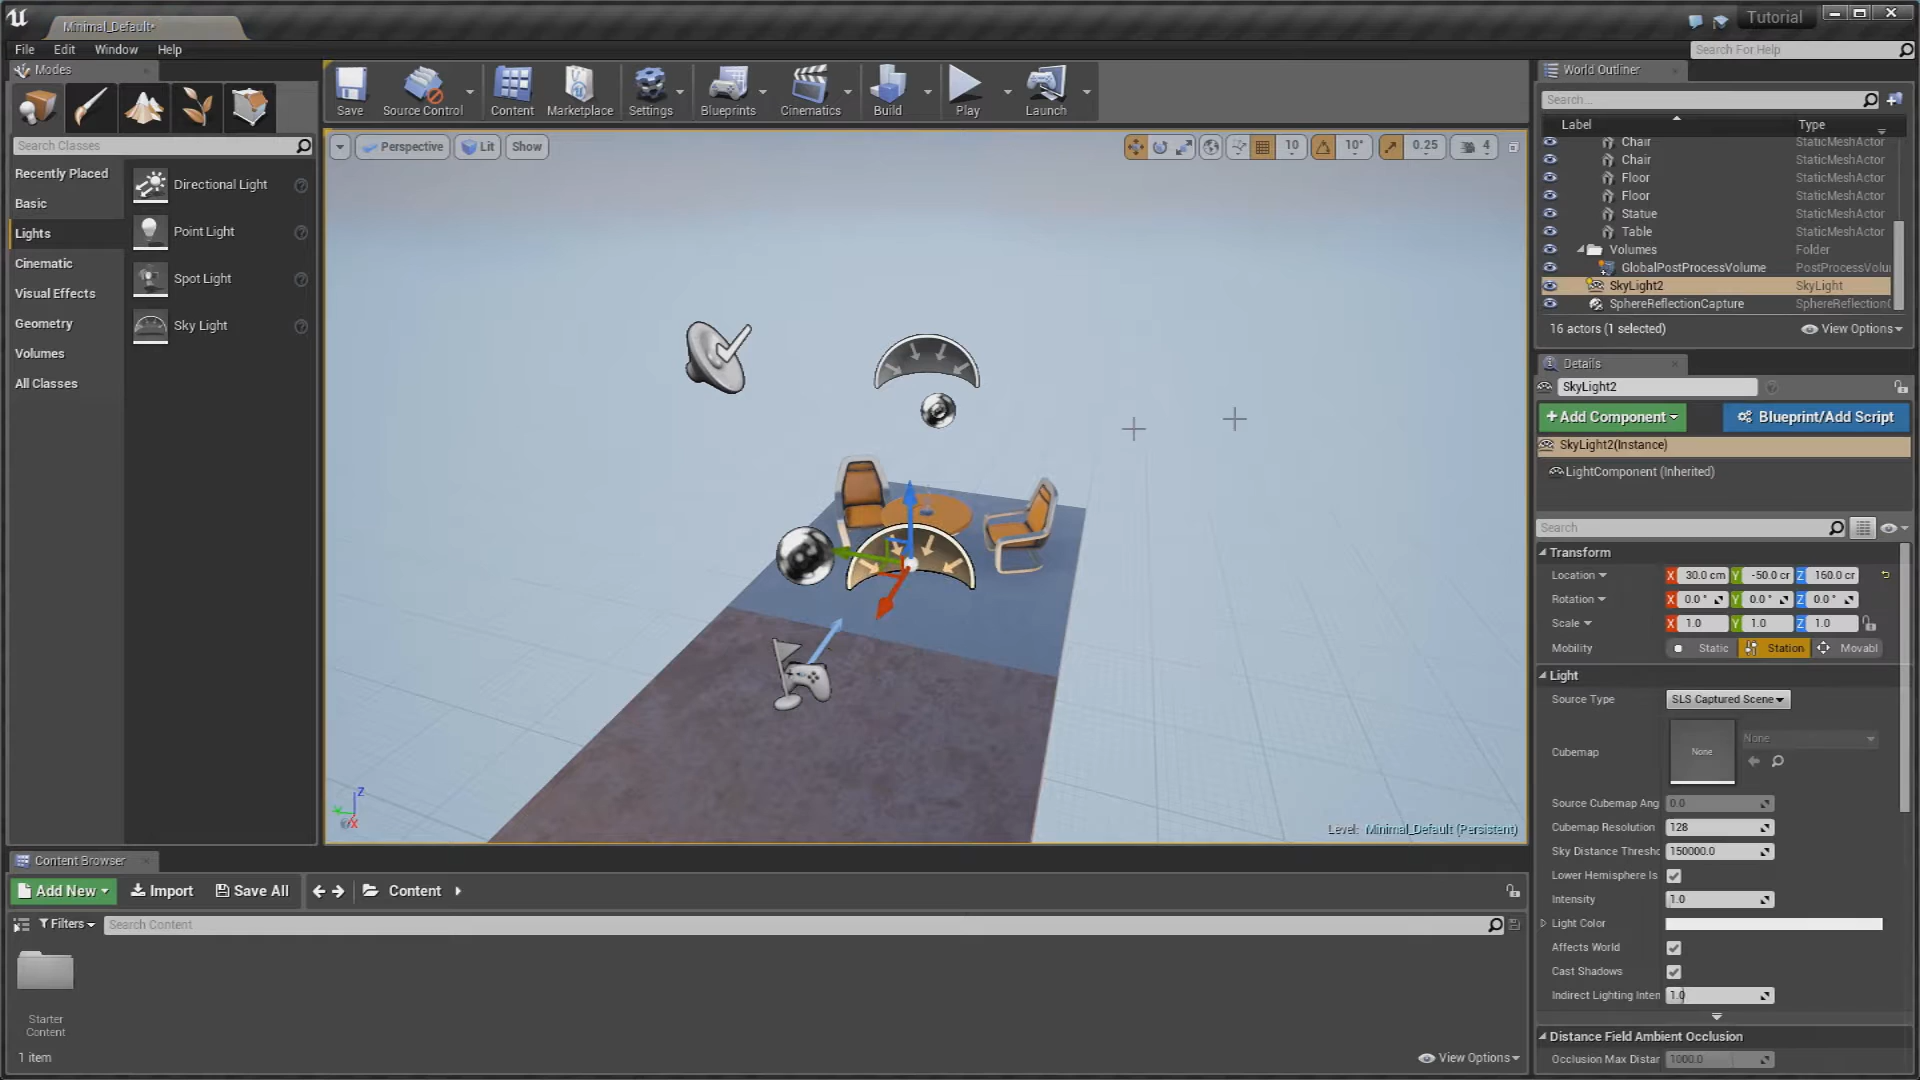 Minimal_Default*
Tutorial
File Edit Window Help
Search For Help
Modes
Search Classes
Recently Placed
Basic
Lights
Cinematic
Visual Effects
Geometry
Volumes
All Classes
Directional Light
Point Light
Spot Light
Sky Light
Save
Source Control
Content
Marketplace
Settings
Blueprints
Cinematics
Build
Play
Launch
Perspective
Lit
Show
10
10°
0.25
4
Z
X
Level: Minimal_Default (Persistent)
World Outliner
Search...
Label Type
Chair StaticMeshActor
Chair StaticMeshActor
Floor StaticMeshActor
Floor StaticMeshActor
Statue StaticMeshActor
Table StaticMeshActor
Volumes Folder
GlobalPostProcessVolume PostProcessVolu
SkyLight2 SkyLight
SphereReflectionCapture SphereReflectionC
16 actors (1 selected)
View Options
Details
SkyLight2
+Add Component
Blueprint/Add Script
SkyLight2(Instance)
LightComponent (Inherited)
Search
Transform
Location X 30.0 cm Y -50.0 cr Z 160.0 cr
Rotation X 0.0 ° Y 0.0 ° Z 0.0 °
Scale X 1.0 Y 1.0 Z 1.0
Mobility Static Station Movabl
Light
Source Type SLS Captured Scene
Cubemap None None
Source Cubemap Ang 0.0
Cubemap Resolution 128
Sky Distance Thresho 150000.0
Lower Hemisphere Is
Intensity 1.0
Light Color
Affects World
Cast Shadows
Indirect Lighting Inten 1.0
Distance Field Ambient Occlusion
Occlusion Max Distar 1000.0
Content Browser
Add New
Import
Save All
Content
Filters
Search Content
Starter
Content
1 item
View Options